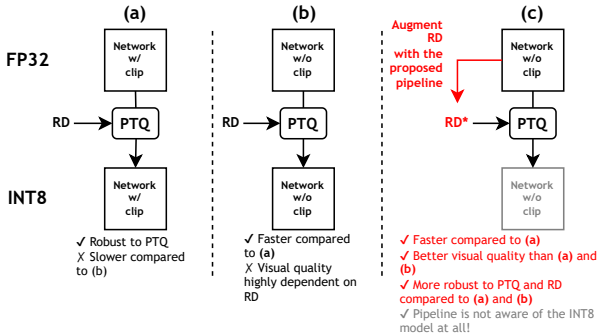 (a)
(b)
(c)
FP32
Network
w/
clip
Network
w/o
clip
Augment
RD
with the
proposed
pipeline
Network
w/o
clip
RD
PTQ
RD
PTQ
RD*
PTQ
INT8
Network
w/
clip
Network
w/o
clip
Network
w/o
clip
✓ Robust to PTQ
✗ Slower compared
to (b)
✓ Faster compared
to (a)
✗ Visual quality
highly dependent on
RD
✓ Faster compared to (a)
✓ Better visual quality than (a) and
(b)
✓ More robust to PTQ and RD
compared to (a) and (b)
✓ Pipeline is not aware of the INT8
model at all!